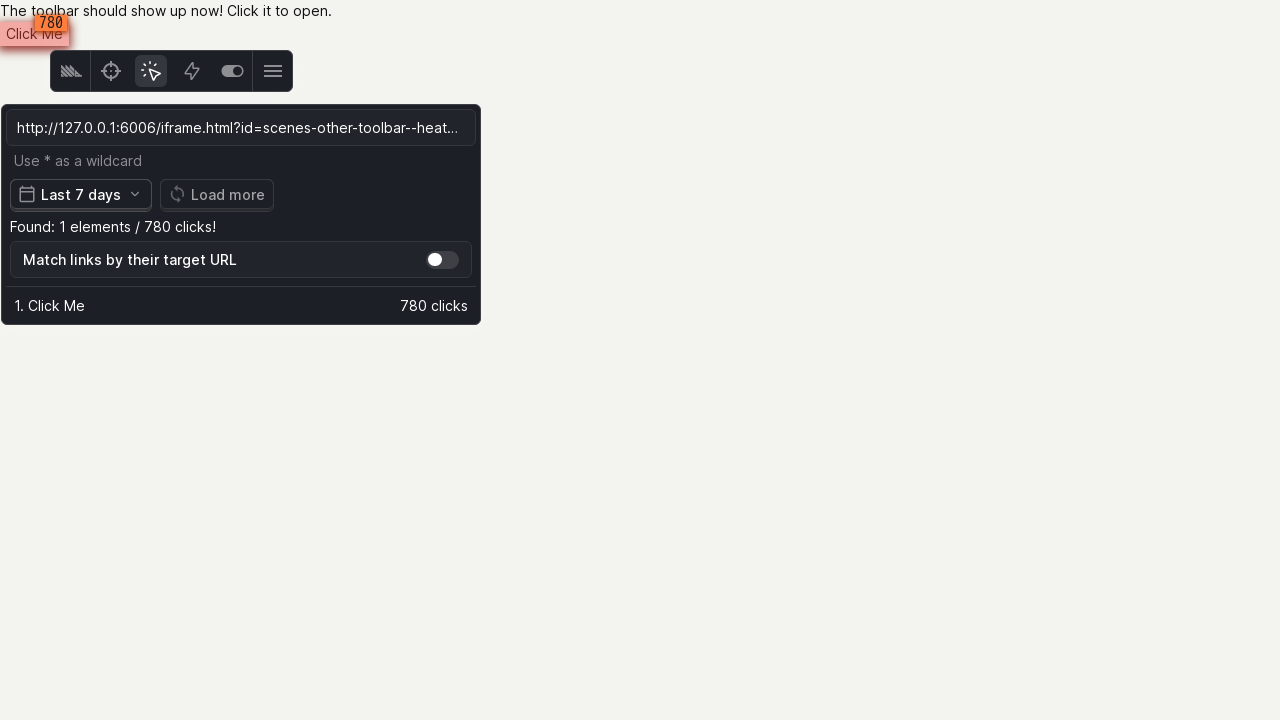 The toolbar should show up now! Click it to open.
780
Click Me
http://127.0.0.1:6006/iframe.html?id=scenes-other-toolbar--heat...
Use * as a wildcard
Last 7 days
Load more
Found: 1 elements / 780 clicks!
Match links by their target URL
1. Click Me 780 clicks